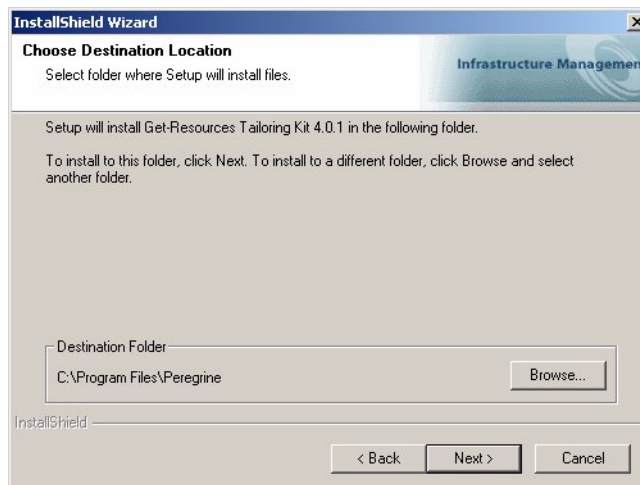 InstallShield Wizard
Choose Destination Location
Select folder where Setup will install files.
Infrastructure Managemen
Setup will install Get-Resources Tailoring Kit 4.0.1 in the following folder.
To install to this folder, click Next. To install to a different folder, click Browse and select
another folder.
Destination Folder
C:\Program Files\Peregrine
Browse...
InstallShield
< Back
Next >
Cancel